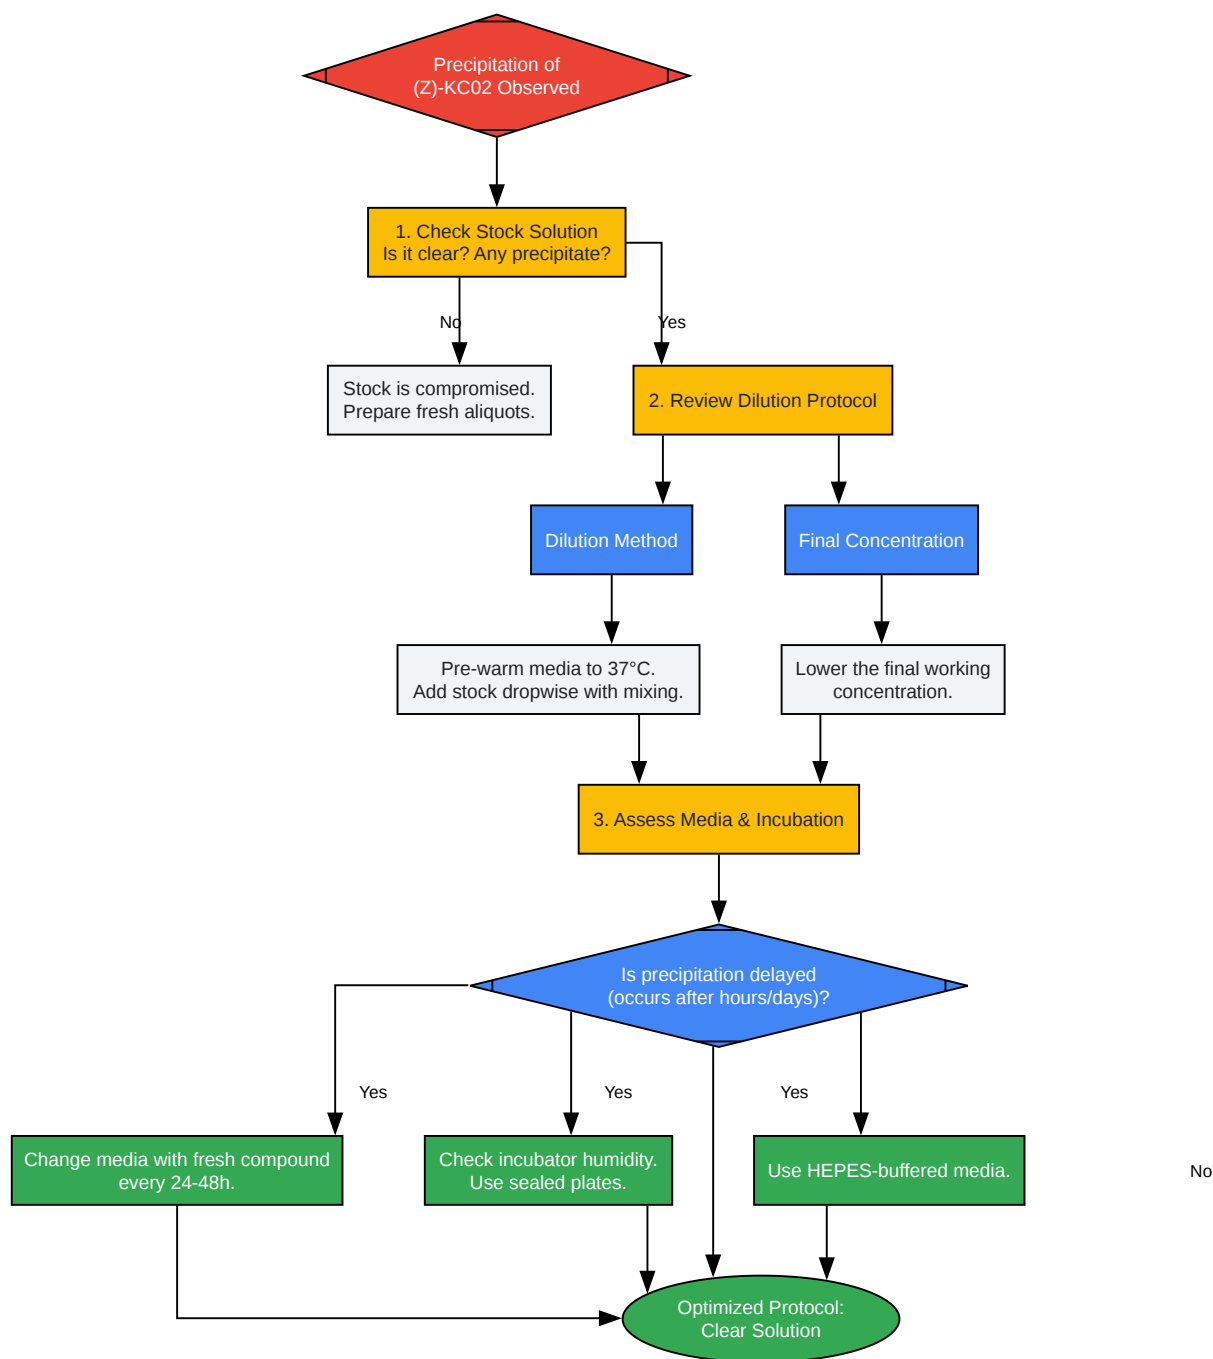 Precipitation of
(Z)-KC02 Observed
1. Check Stock Solution
Is it clear? Any precipitate?
No
Yes
Stock is compromised.
Prepare fresh aliquots.
2. Review Dilution Protocol
Dilution Method
Final Concentration
Pre-warm media to 37°C.
Add stock dropwise with mixing.
Lower the final working
concentration.
3. Assess Media & Incubation
Is precipitation delayed
(occurs after hours/days)?
Yes
Yes
Yes
Change media with fresh compound
every 24-48h.
Check incubator humidity.
Use sealed plates.
Use HEPES-buffered media.
No
Optimized Protocol:
Clear Solution